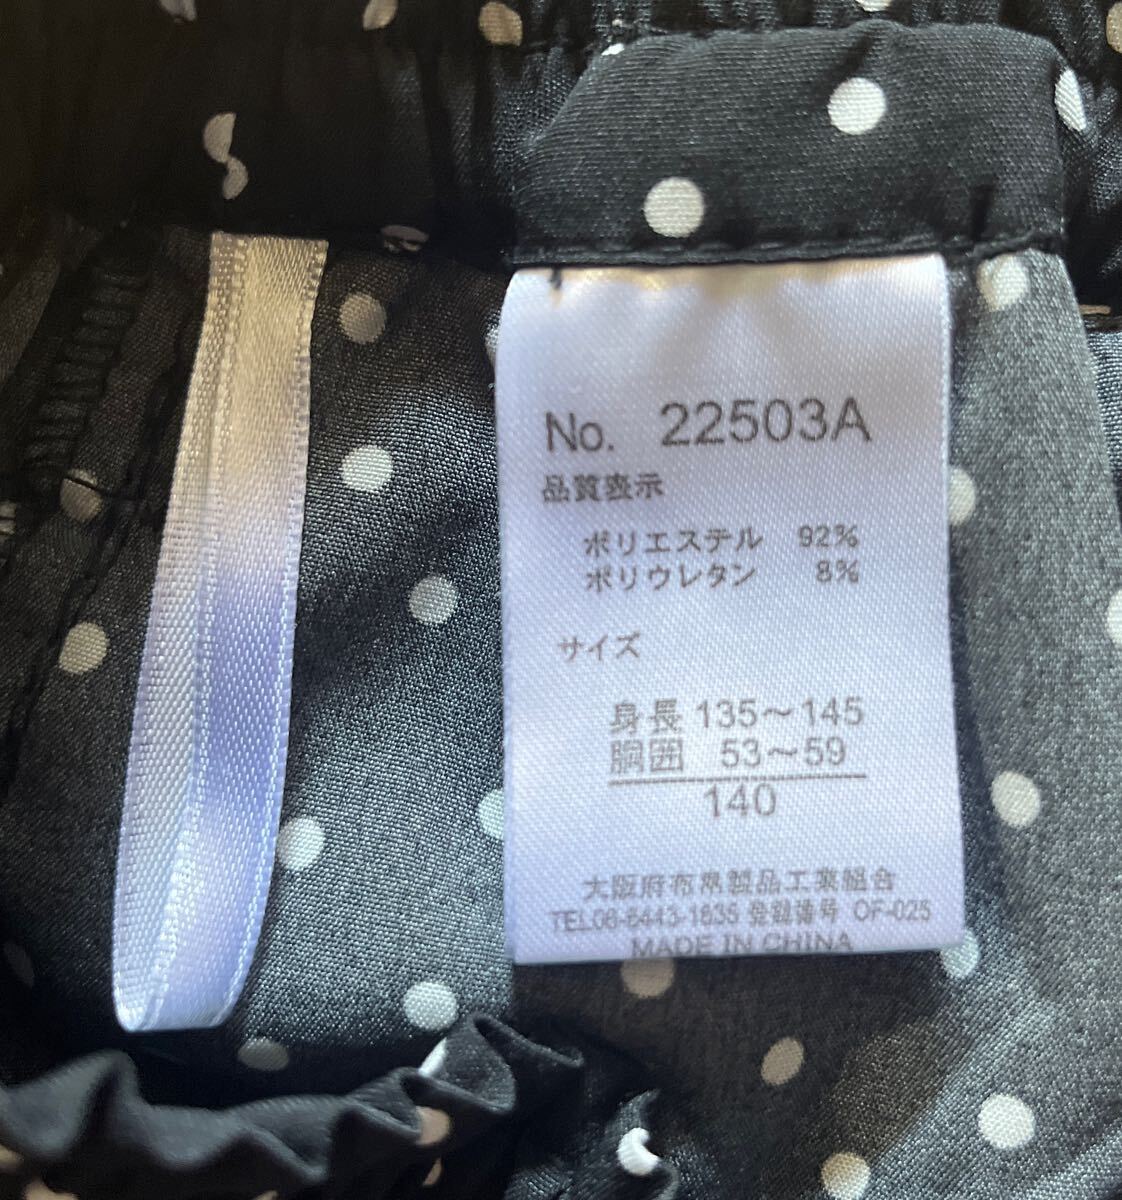 No. 22503A
品質表示
ポリエステル 92%
ポリウレタン 8%
サイズ
身長 135～145
胴囲 53～59
140
大阪府布帛製品工業組合
TEL06-6443-1635 登録番号 OF-025
MADE IN CHINA